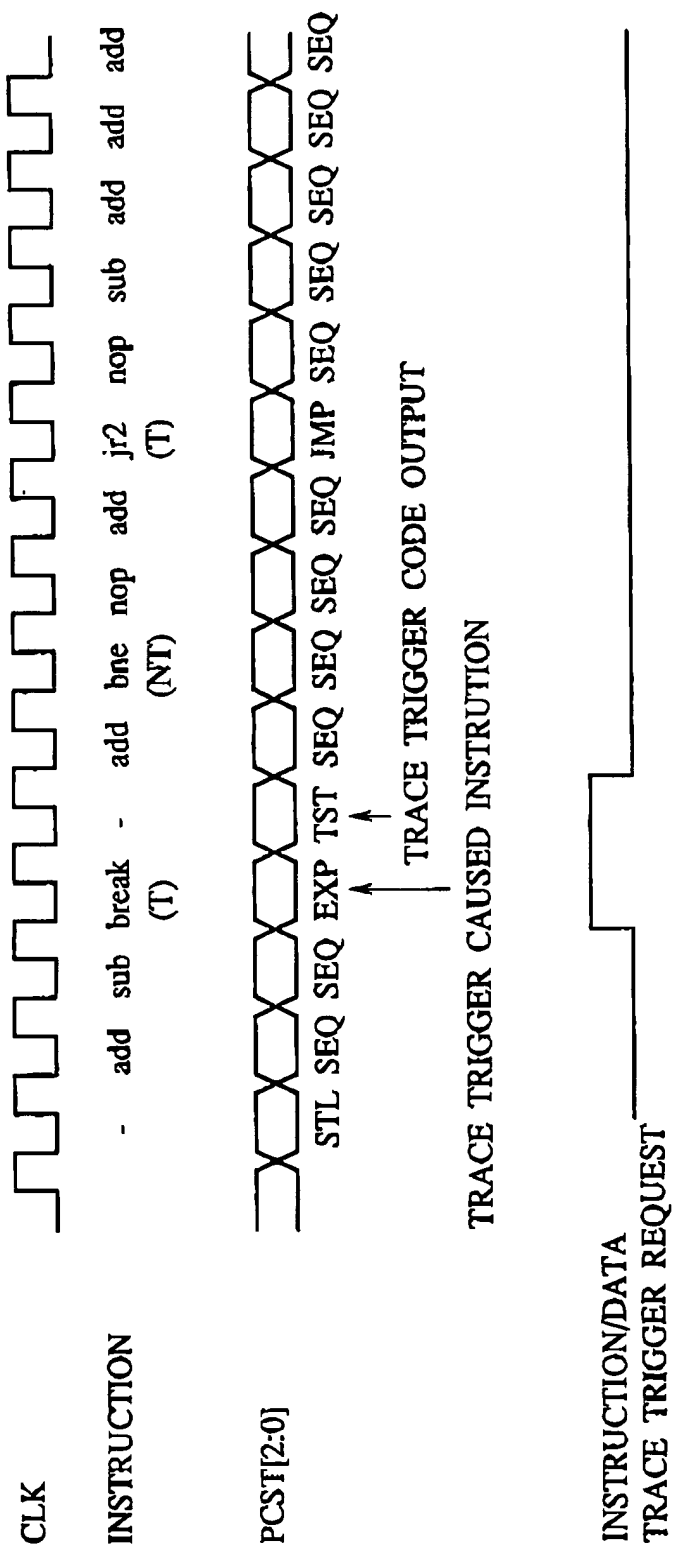 CLK
INSTRUCTION - add sub break - add bne nop add jr2 nop sub add add add
(T) (NT) (T)
PCST[2:0]
STL SEQ SEQ EXP TST SEQ SEQ SEQ SEQ JMP SEQ SEQ SEQ SEQ SEQ
TRACE TRIGGER CODE OUTPUT
TRACE TRIGGER CAUSED INSTRUTION
INSTRUCTION/DATA
TRACE TRIGGER REQUEST